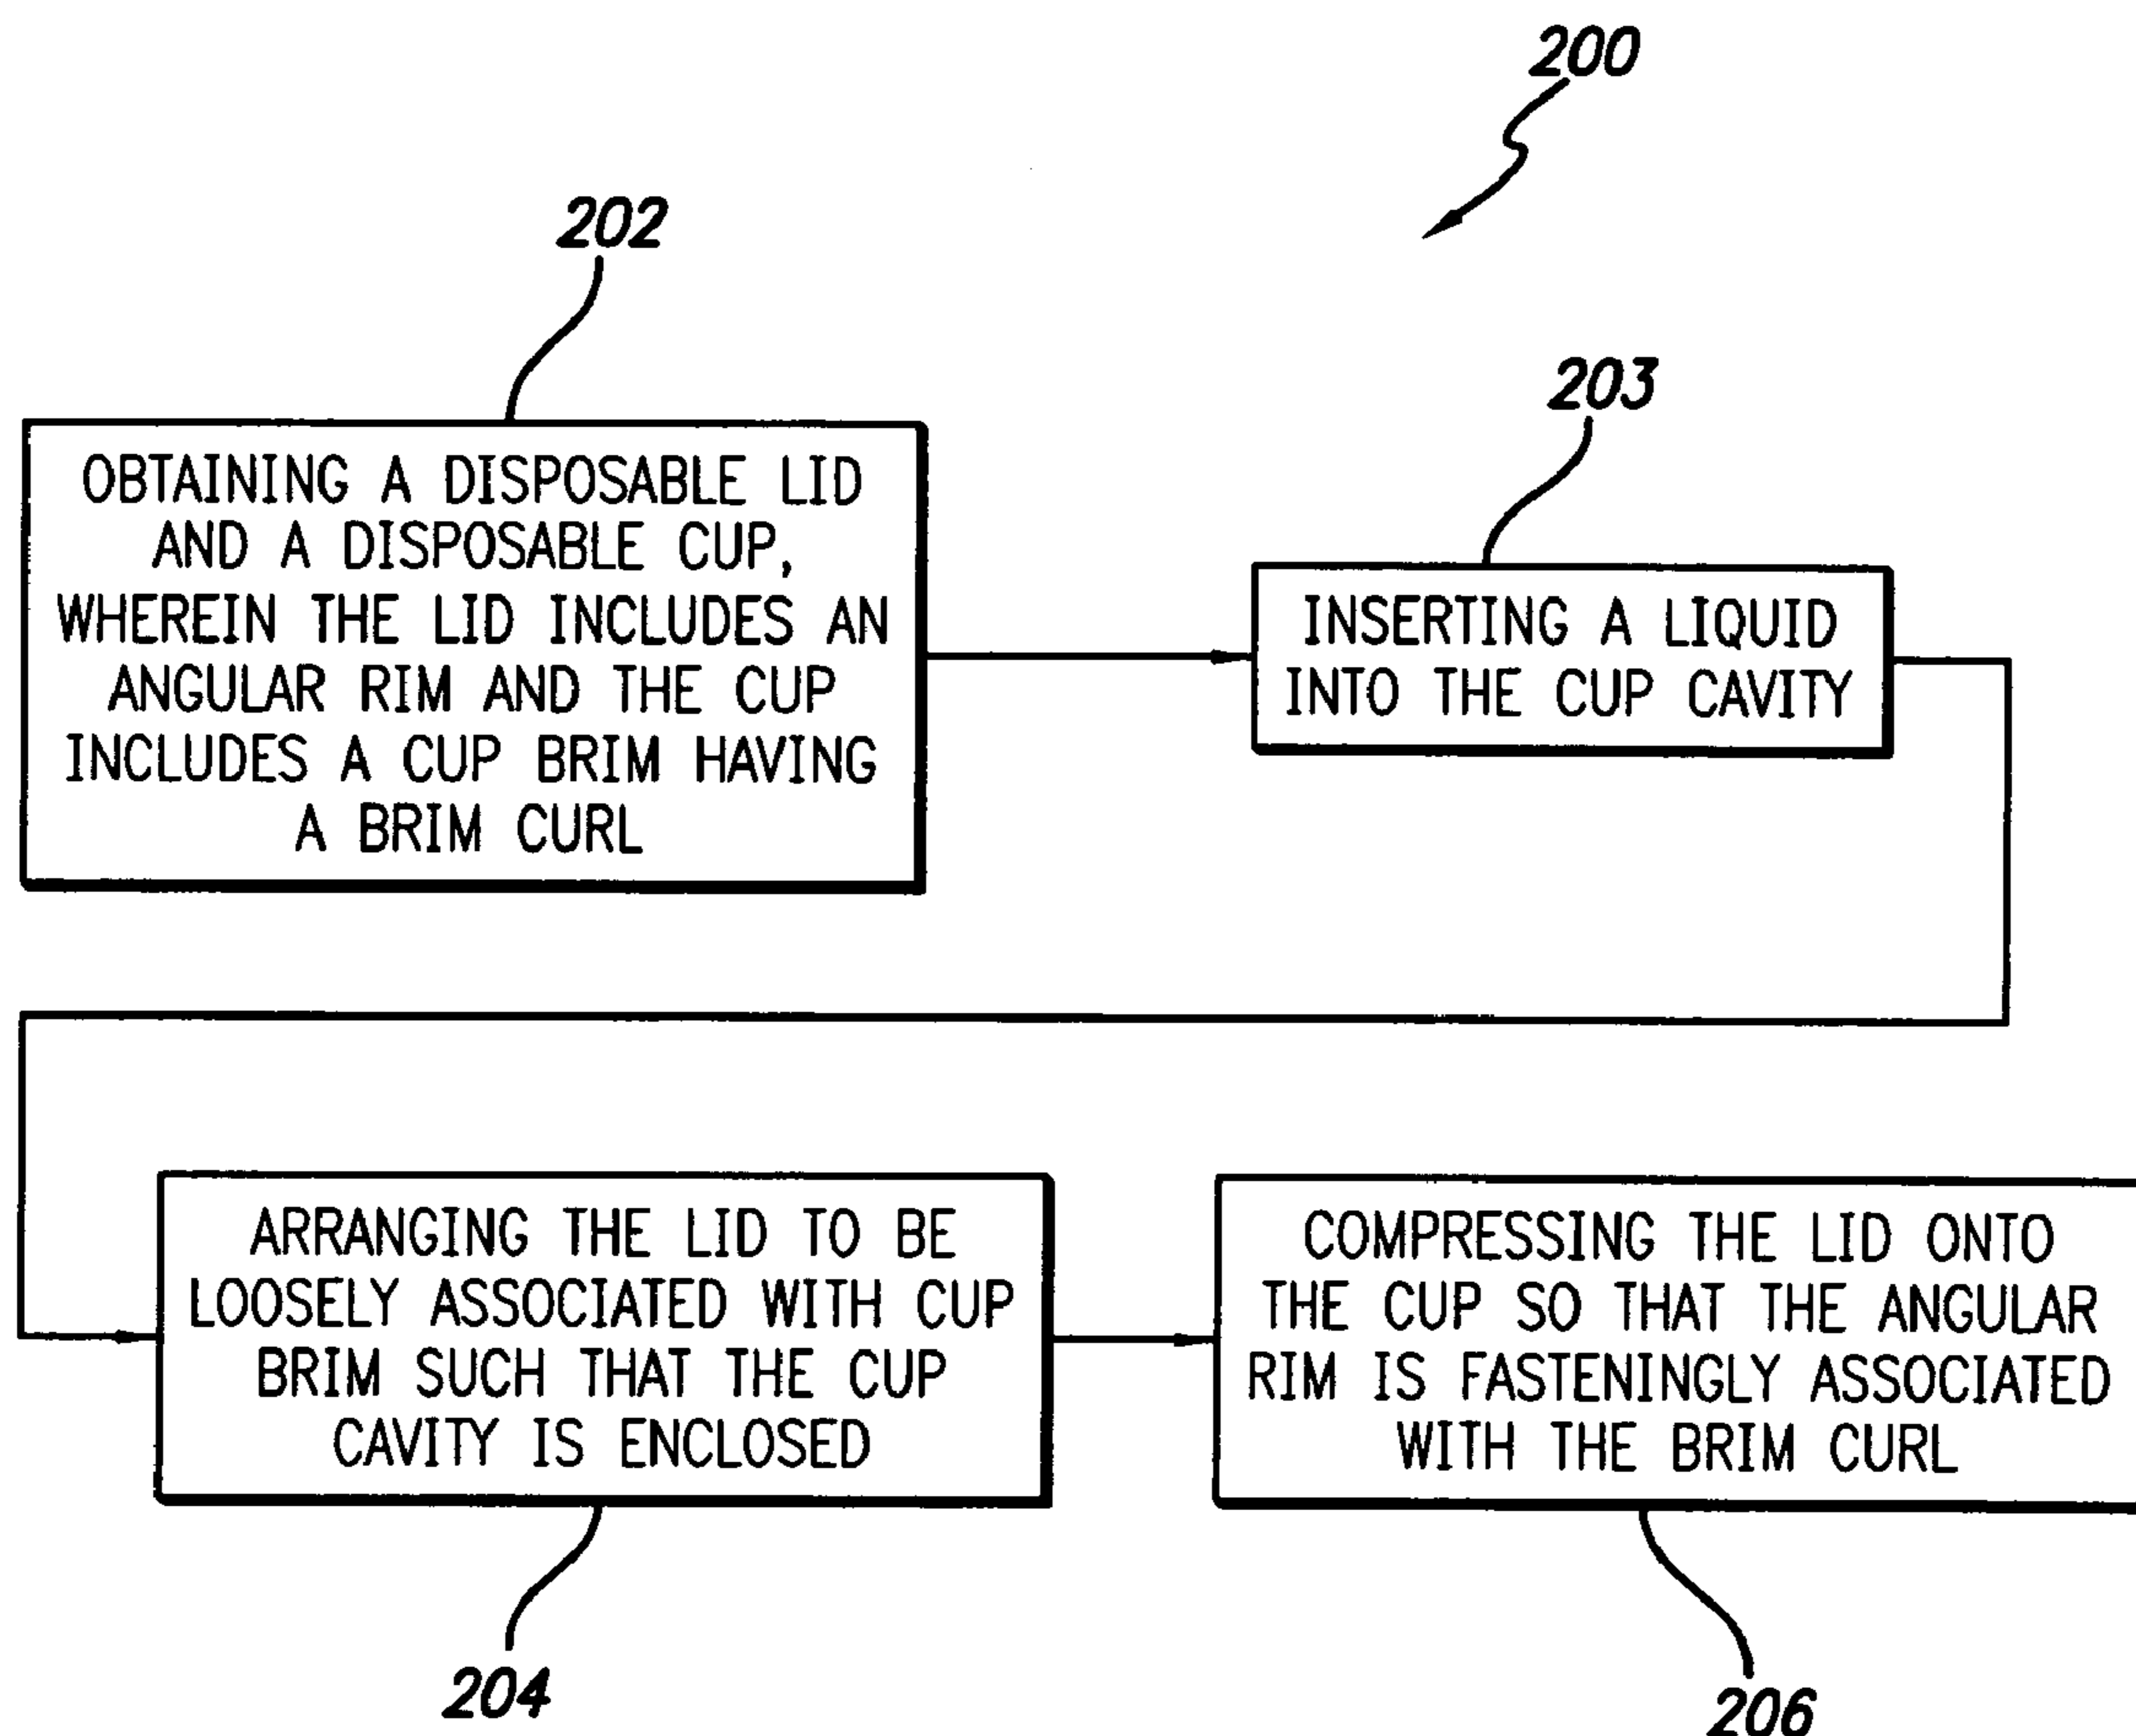 200
202
OBTAINING A DISPOSABLE LID
AND A DISPOSABLE CUP,
WHEREIN THE LID INCLUDES AN
ANGULAR RIM AND THE CUP
INCLUDES A CUP BRIM HAVING
A BRIM CURL
203
INSERTING A LIQUID
INTO THE CUP CAVITY
ARRANGING THE LID TO BE
LOOSELY ASSOCIATED WITH CUP
BRIM SUCH THAT THE CUP
CAVITY IS ENCLOSED
204
COMPRESSING THE LID ONTO
THE CUP SO THAT THE ANGULAR
RIM IS FASTENINGLY ASSOCIATED
WITH THE BRIM CURL
206